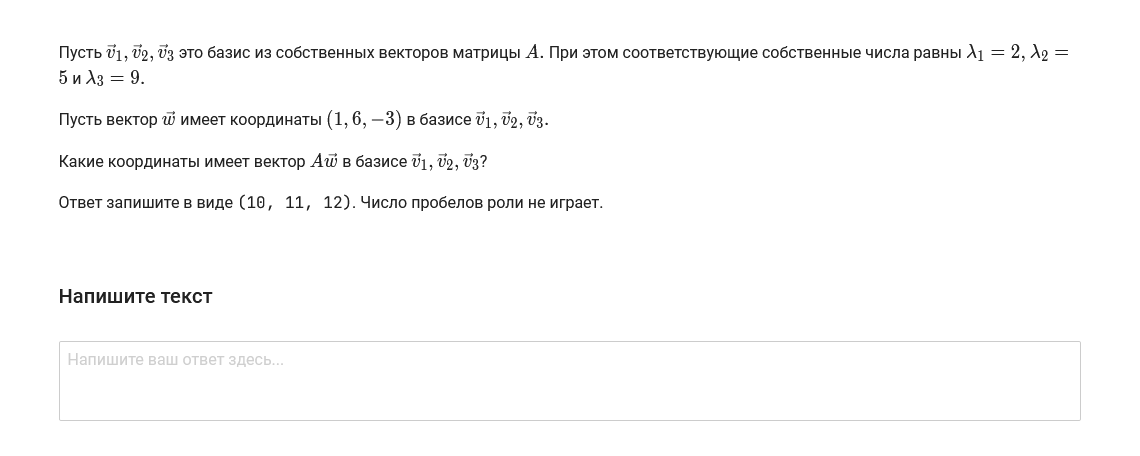 Пусть $\vec{v}_1, \vec{v}_2, \vec{v}_3$ это базис из собственных векторов матрицы $A$. При этом соответствующие собственные числа равны $\lambda_1 = 2, \lambda_2 =$
$5$ и $\lambda_3 = 9$.
Пусть вектор $\vec{w}$ имеет координаты $(1, 6, -3)$ в базисе $\vec{v}_1, \vec{v}_2, \vec{v}_3$.
Какие координаты имеет вектор $A\vec{w}$ в базисе $\vec{v}_1, \vec{v}_2, \vec{v}_3$?
Ответ запишите в виде (10, 11, 12). Число пробелов роли не играет.
Напишите текст
Напишите ваш ответ здесь...